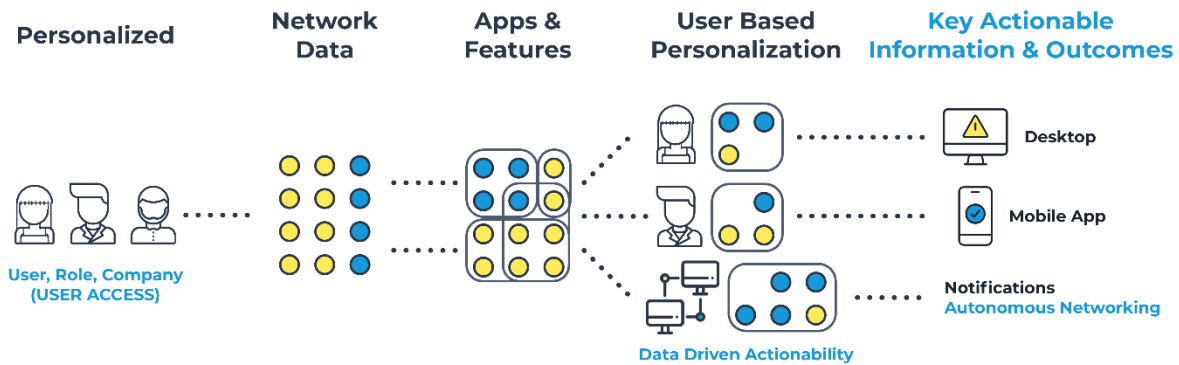 Personalized
Network
Data
Apps &
Features
User Based
Personalization
Key Actionable
Information & Outcomes
User, Role, Company
(USER ACCESS)
Desktop
Mobile App
Notifications
Autonomous Networking
Data Driven Actionability